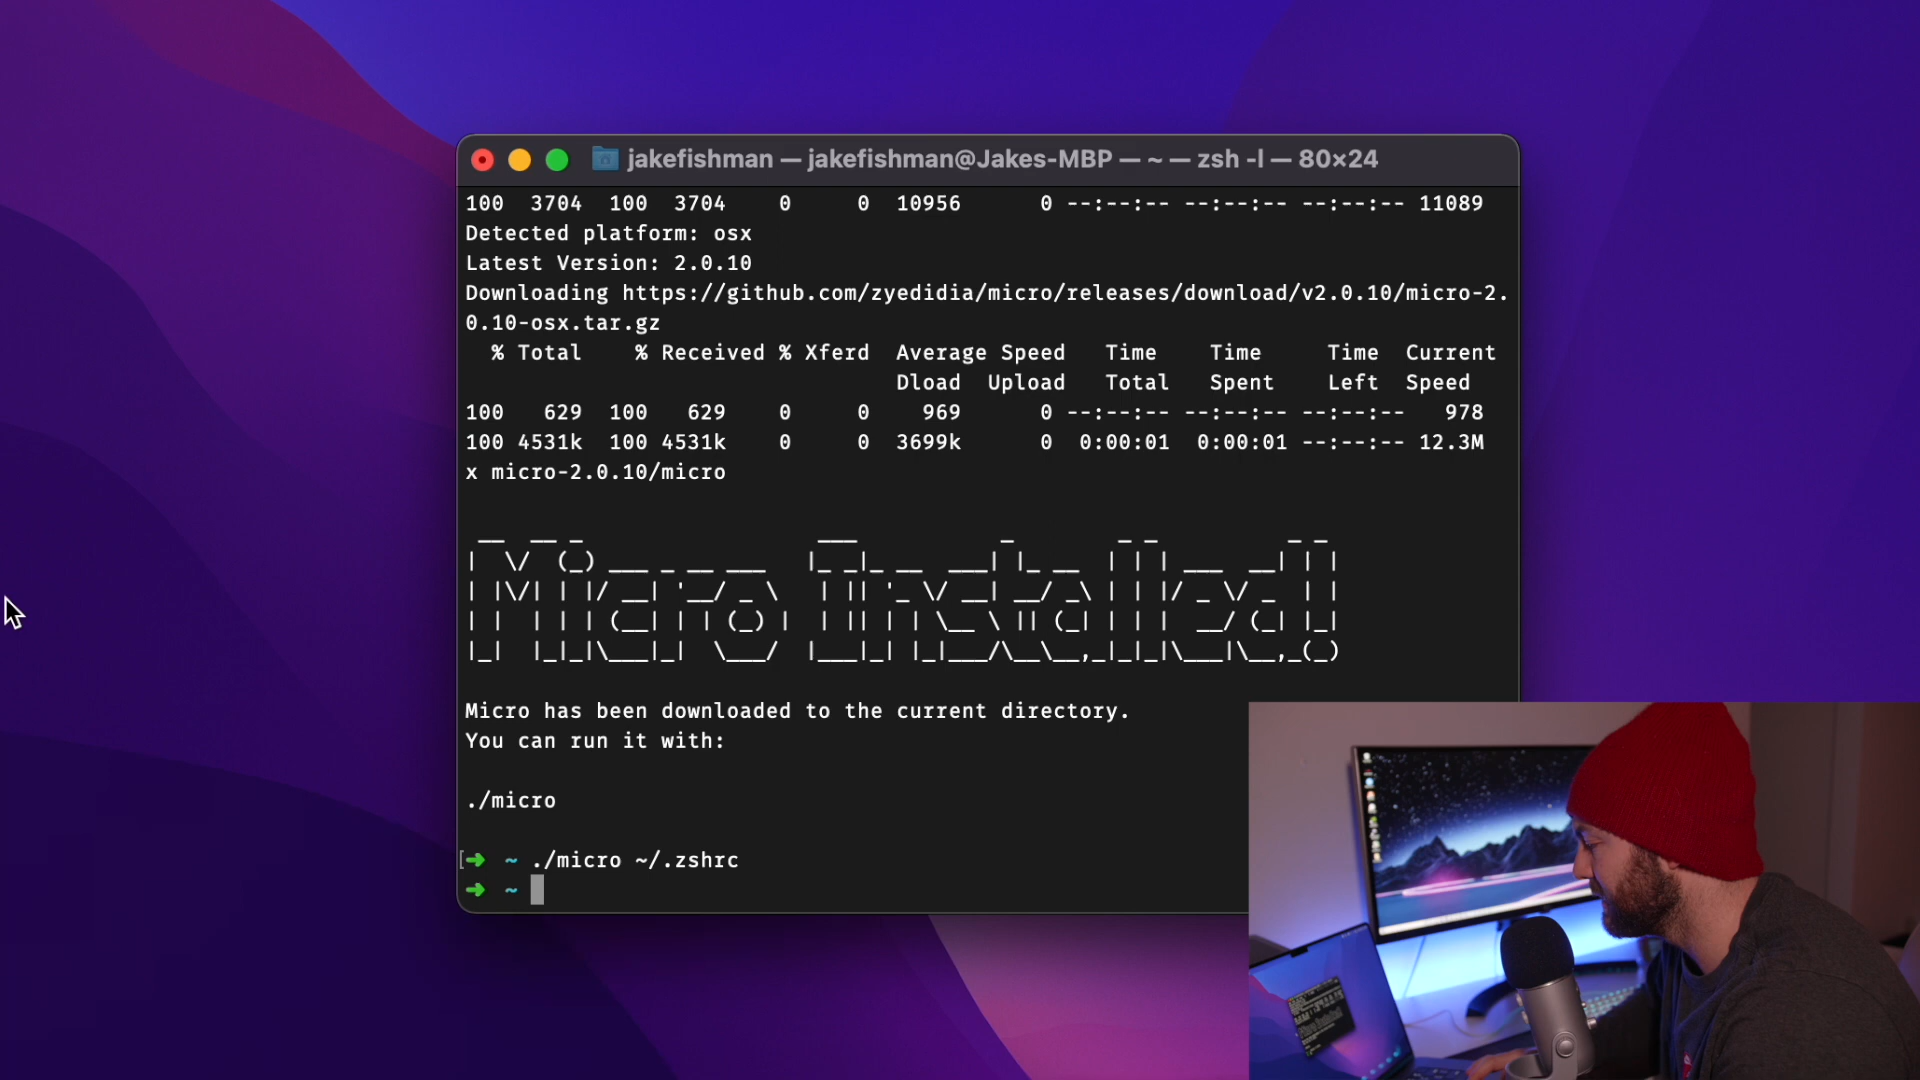 jakefishman — jakefishman@Jakes-MBP — ~ — zsh -l — 80×24
100  3704  100  3704    0     0  10956      0 --:--:-- --:--:-- --:--:-- 11089
Detected platform: osx
Latest Version: 2.0.10
Downloading https://github.com/zyedidia/micro/releases/download/v2.0.10/micro-2.
0.10-osx.tar.gz
  % Total    % Received % Xferd  Average Speed   Time    Time     Time  Current
                                 Dload  Upload   Total   Spent    Left  Speed
100   629  100   629    0     0    969      0 --:--:-- --:--:-- --:--:--   978
100 4531k  100 4531k    0     0  3699k      0  0:00:01  0:00:01 --:--:-- 12.3M
x micro-2.0.10/micro
Micro Installed!
Micro has been downloaded to the current directory.
You can run it with:
./micro
[➜  ~ ./micro ~/.zshrc
➜  ~